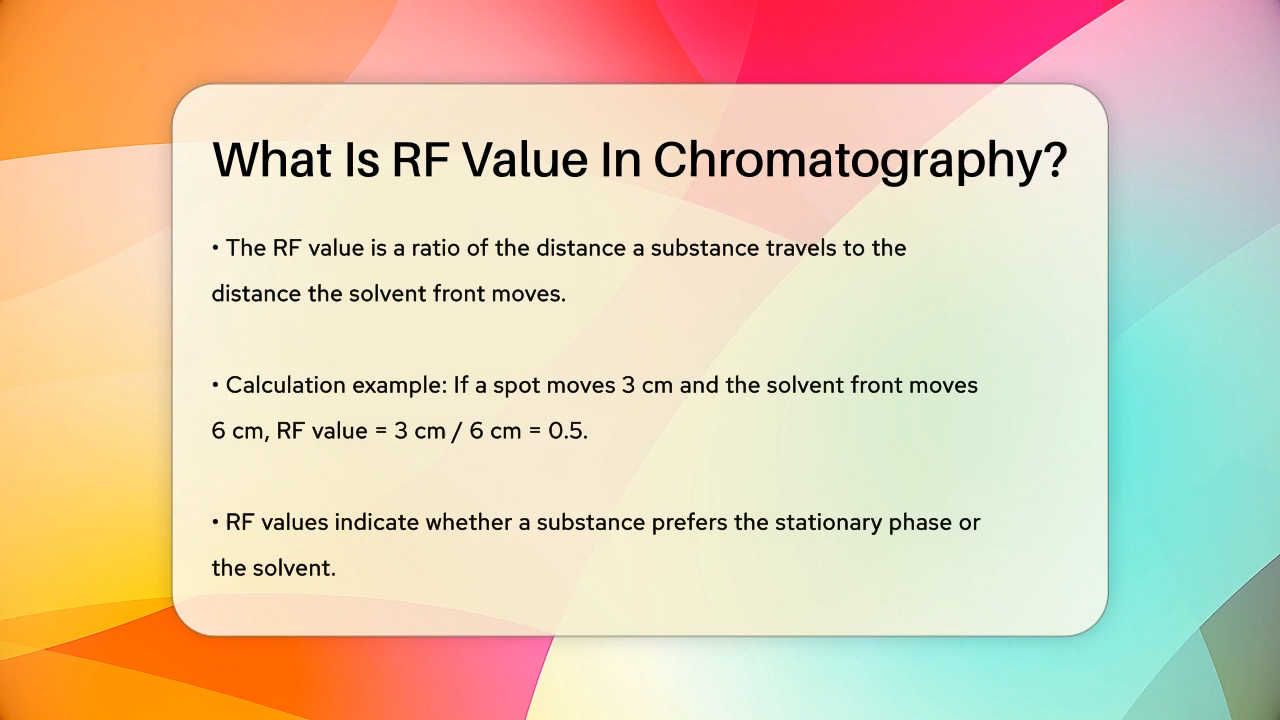 What Is RF Value In Chromatography?
• The RF value is a ratio of the distance a substance travels to the
distance the solvent front moves.
• Calculation example: If a spot moves 3 cm and the solvent front moves
6 cm, RF value = 3 cm / 6 cm = 0.5.
• RF values indicate whether a substance prefers the stationary phase or
the solvent.